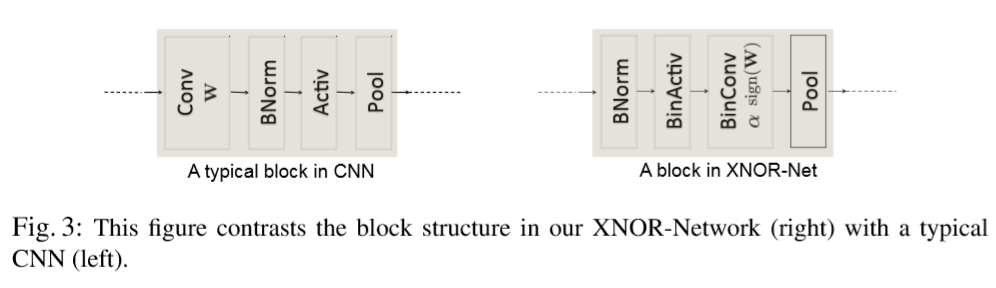 Conv
W
BNorm
Activ
Pool
A typical block in CNN
BNorm
BinActiv
BinConv
α sign(W)
Pool
A block in XNOR-Net
Fig. 3: This figure contrasts the block structure in our XNOR-Network (right) with a typical
CNN (left).